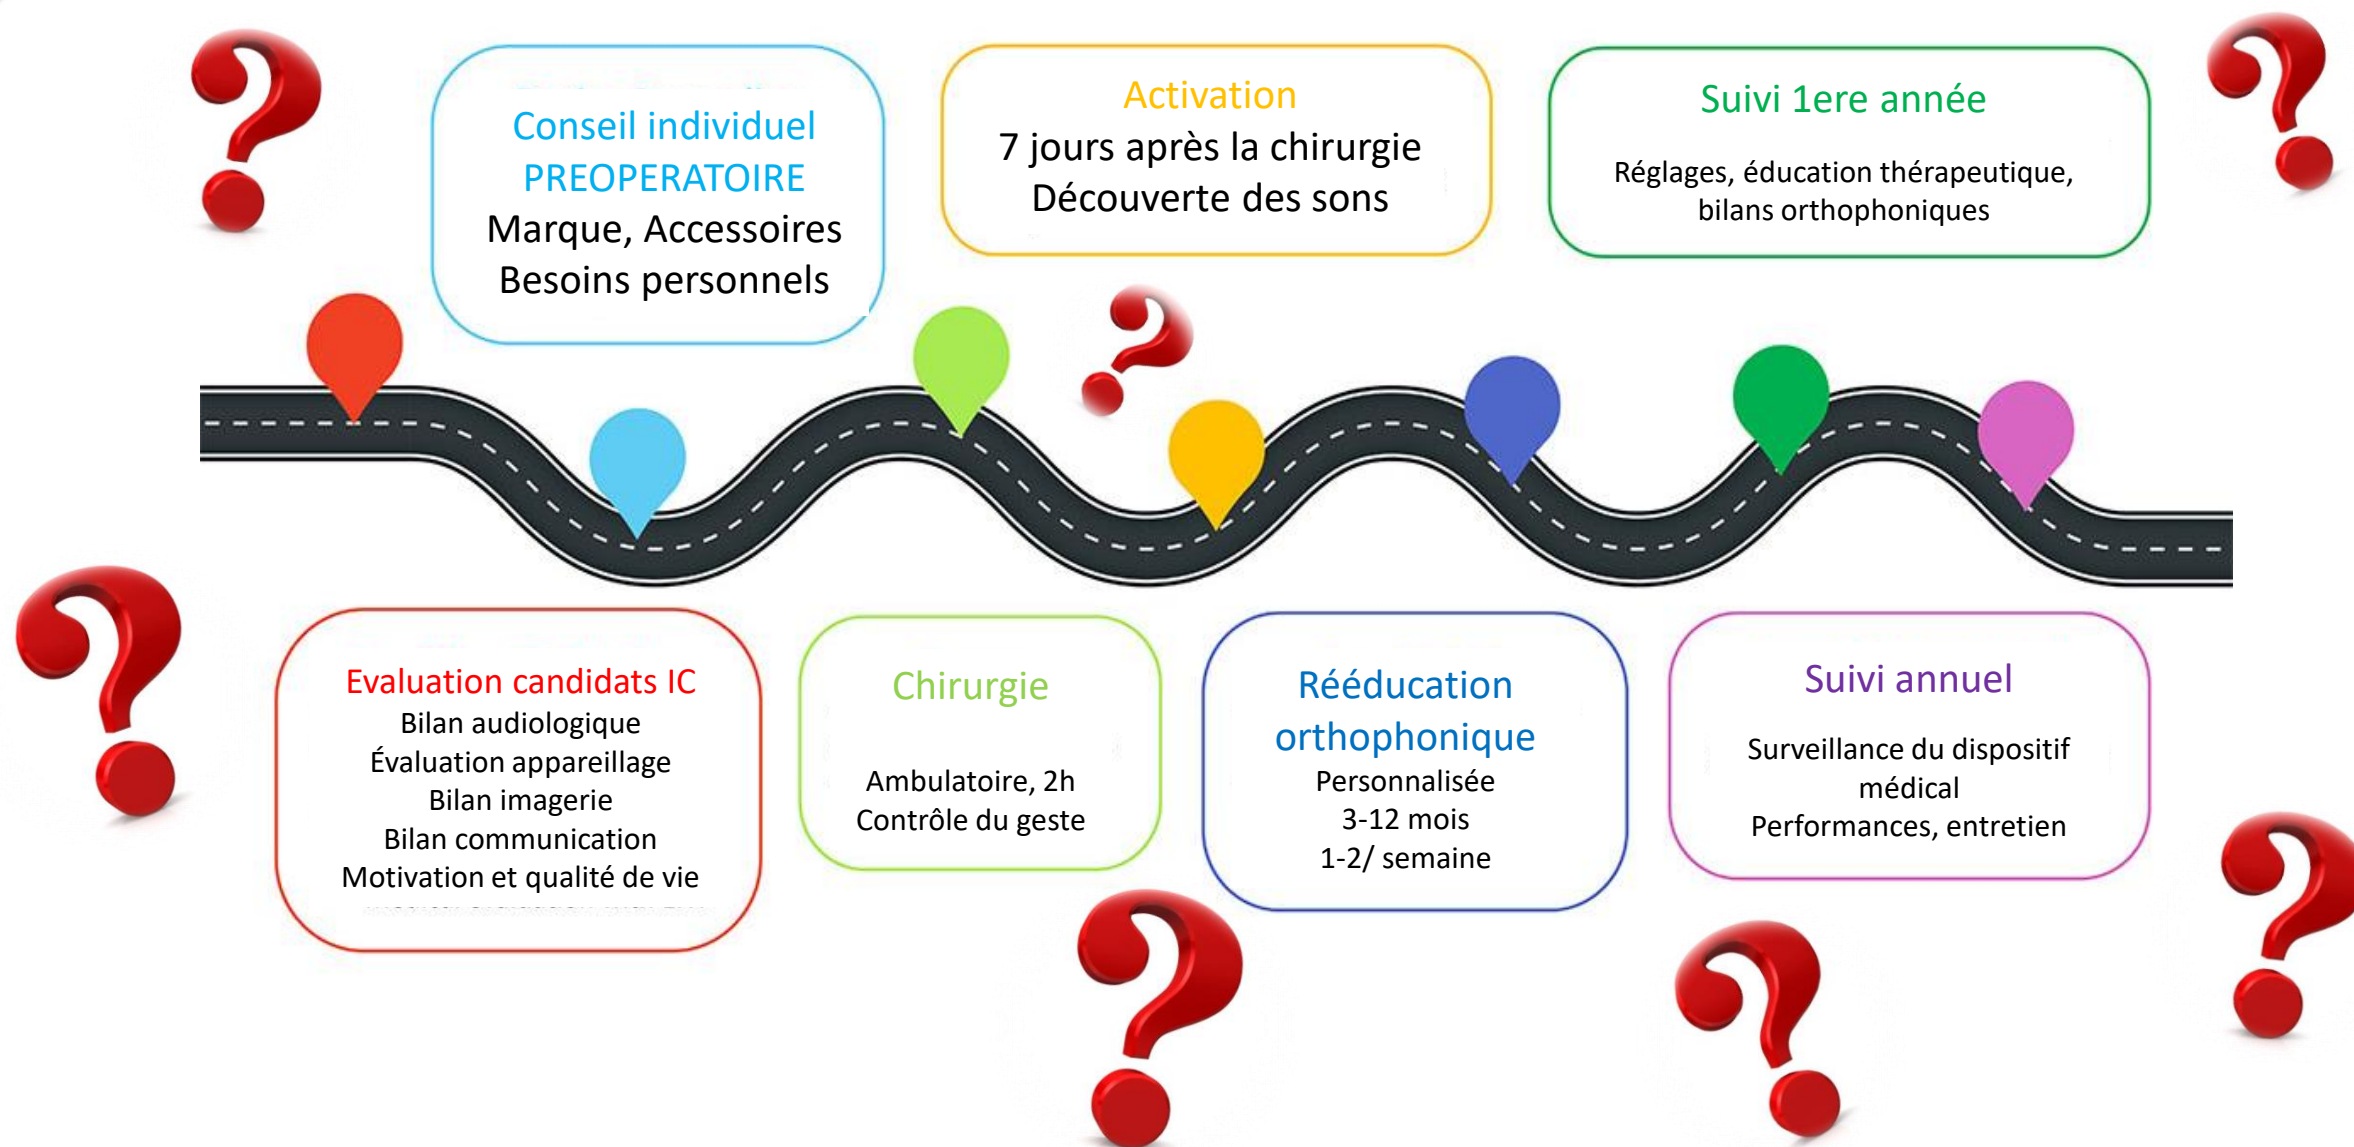 Conseil individuel
PREOPERATOIRE
Marque, Accessoires
Besoins personnels
Activation
7 jours après la chirurgie
Découverte des sons
Suivi 1ere année
Réglages, éducation thérapeutique,
bilans orthophoniques
Evaluation candidats IC
Bilan audiologique
Évaluation appareillage
Bilan imagerie
Bilan communication
Motivation et qualité de vie
Chirurgie
Ambulatoire, 2h
Contrôle du geste
Rééducation
orthophonique
Personnalisée
3-12 mois
1-2/ semaine
Suivi annuel
Surveillance du dispositif
médical
Performances, entretien